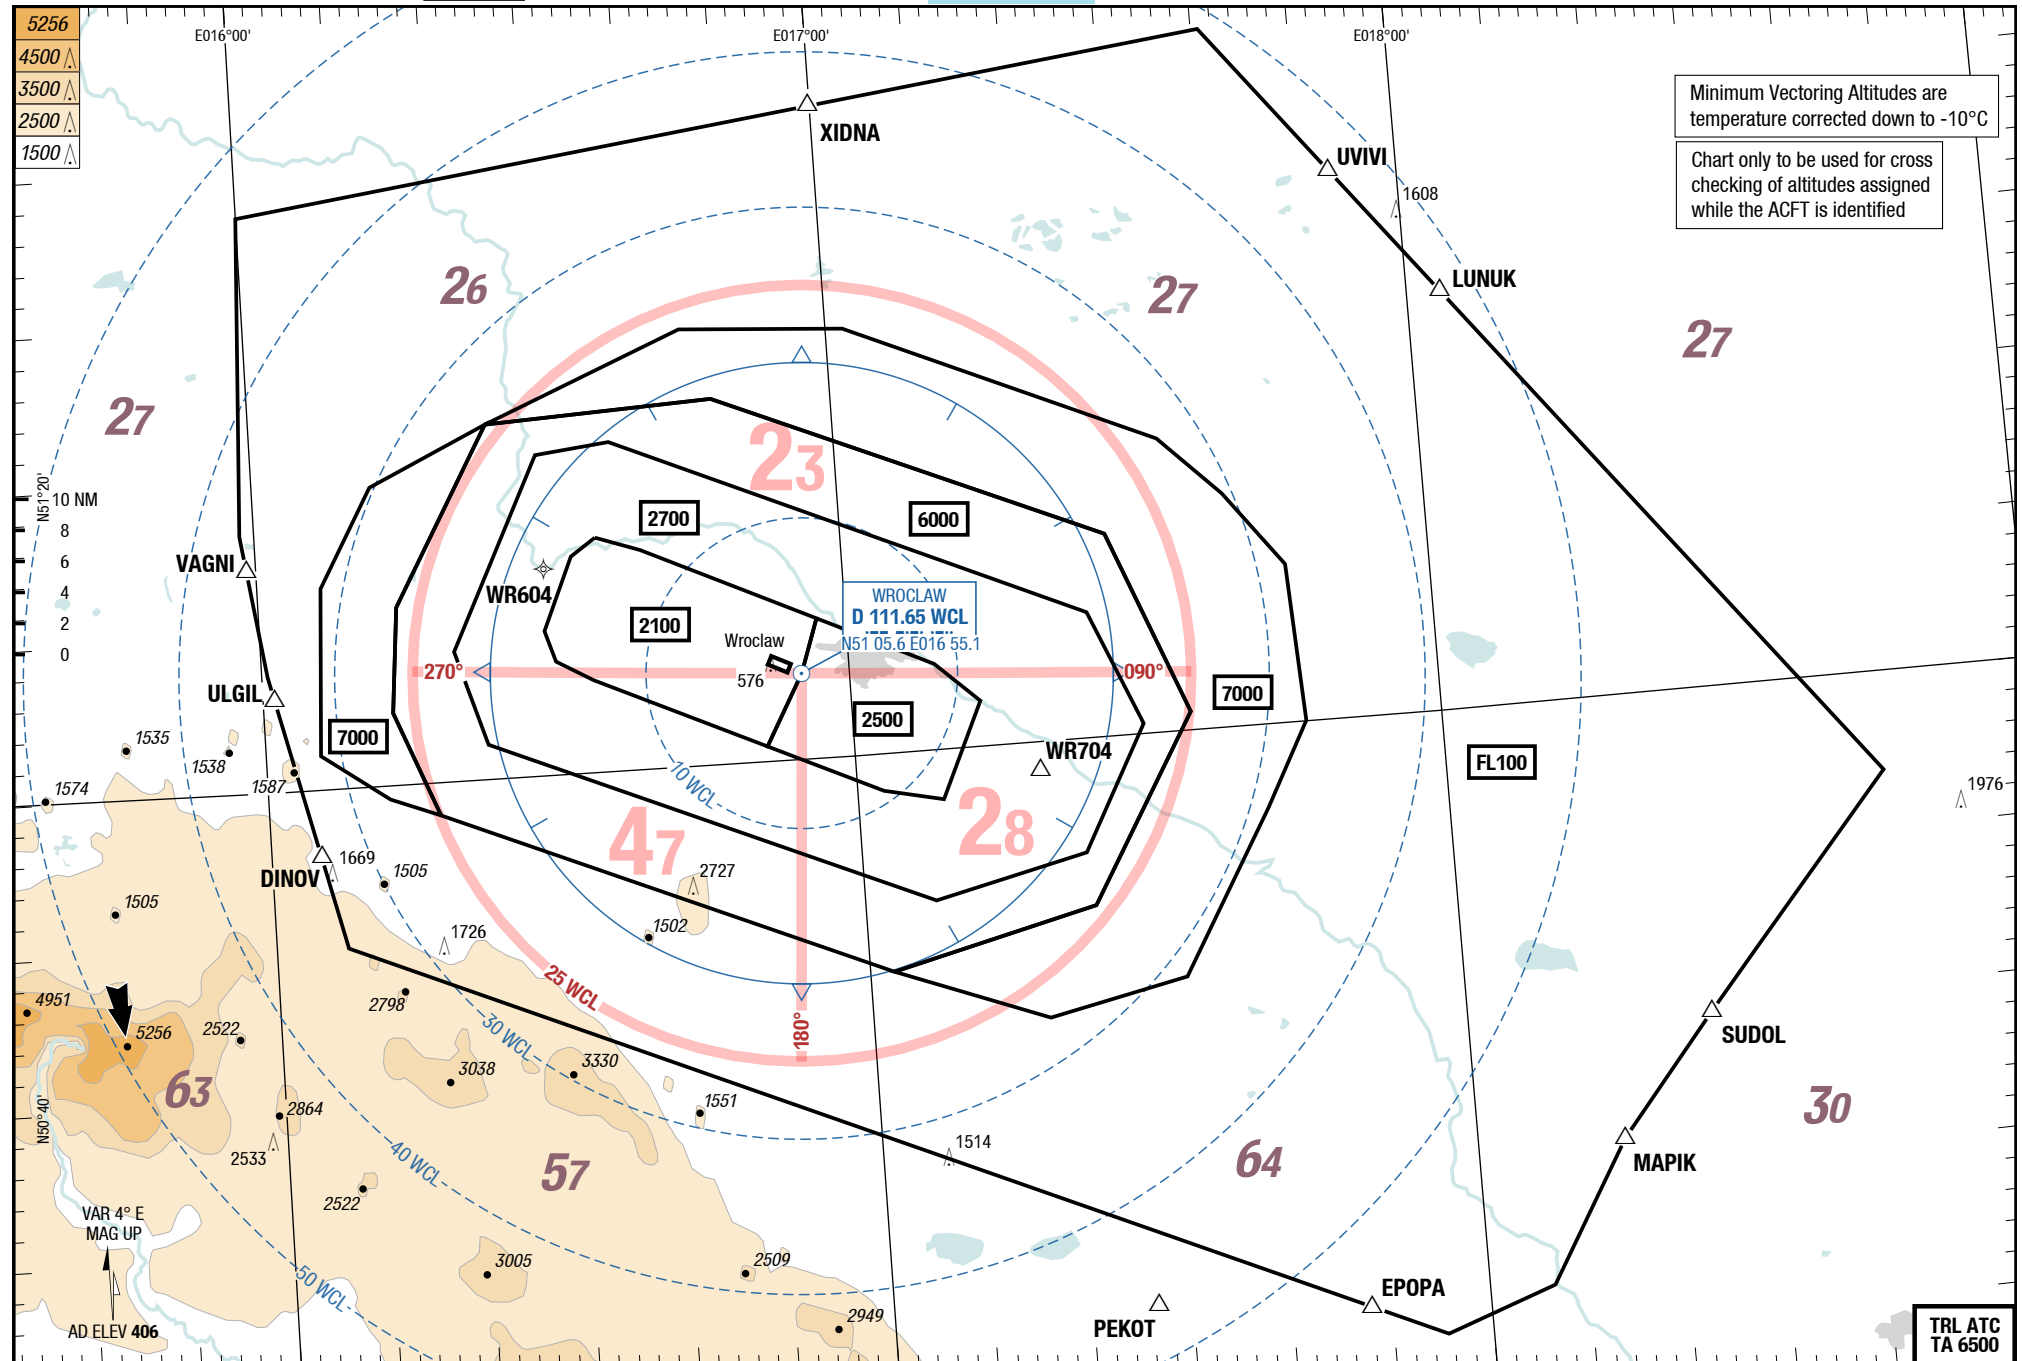 5256
4500
3500
2500
1500
E016°00'
E017°00'
E018°00'
Minimum Vectoring Altitudes are
temperature corrected down to -10°C
Chart only to be used for cross
checking of altitudes assigned
while the ACFT is identified
XIDNA
UVIVI
1608
LUNUK
26
27
27
27
23
N51°20'
10 NM
8
6
4
2
0
2700
6000
VAGNI
WR604
2100
WROCLAW
D 111.65 WCL
N51 05.6 E016 55.1
Wroclaw
576
270°
090°
ULGIL
7000
2500
7000
1535
1538
1587
1574
WR704
10 WCL
FL100
1976
47
28
DINOV
1669
1505
2727
1505
1726
1502
25 WCL
180°
4951
5256
2522
2798
30 WCL
3038
3330
SUDOL
63
2864
1551
30
N50°40'
2533
40 WCL
57
1514
64
MAPIK
2522
VAR 4° E
MAG UP
3005
2509
50 WCL
EPOPA
PEKOT
2949
AD ELEV 406
TRL ATC
TA 6500